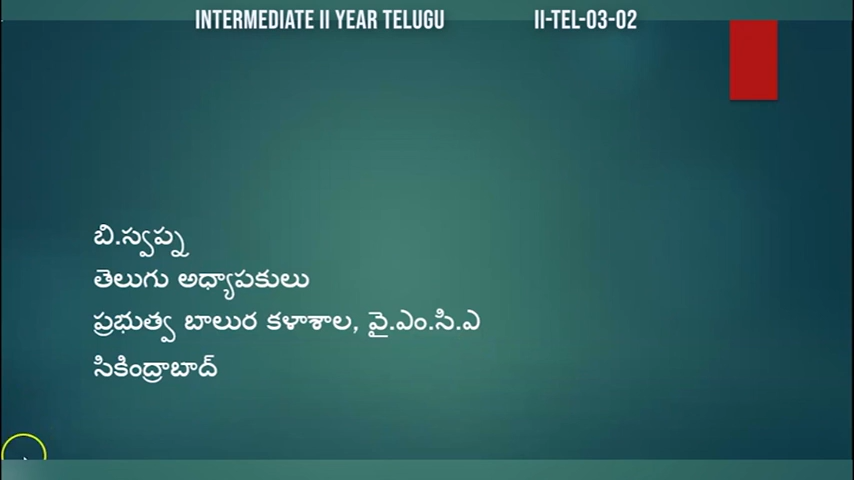 INTERMEDIATE II YEAR TELUGU II-TEL-03-02
బి.స్వప్న
తెలుగు అధ్యాపకులు
ప్రభుత్వ బాలుర కళాశాల, వై.ఎం.సి.ఎ
సికింద్రాబాద్